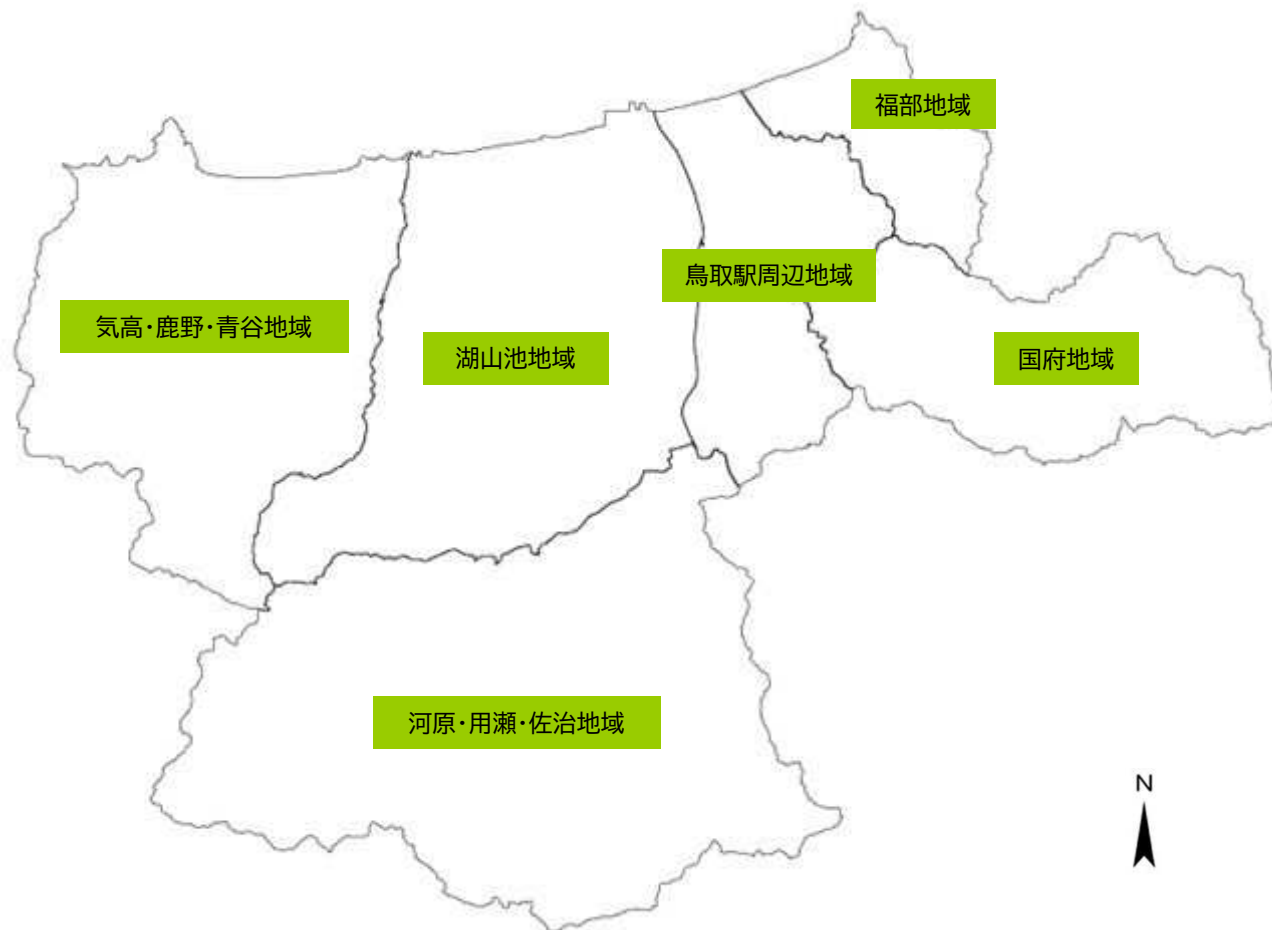 福部地域
鳥取駅周辺地域
気高･鹿野･青谷地域
湖山池地域
国府地域
河原･用瀬･佐治地域
N